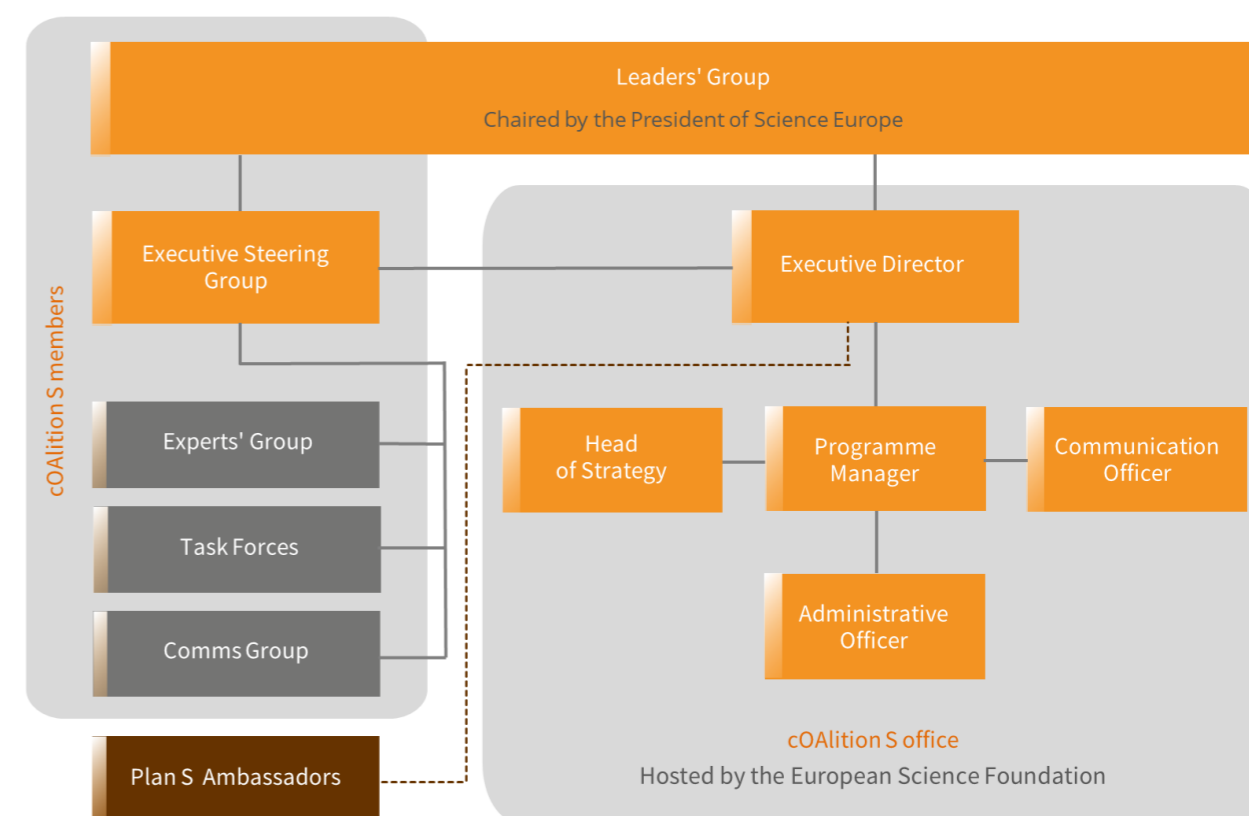 Leaders' Group
Chaired by the President of Science Europe
cOAlition S members
Executive Steering
Group
Executive Director
Experts' Group
Task Forces
Comms Group
Plan S Ambassadors
Head
of Strategy
Programme
Manager
Communication
Officer
Administrative
Officer
cOAlition S office
Hosted by the European Science Foundation